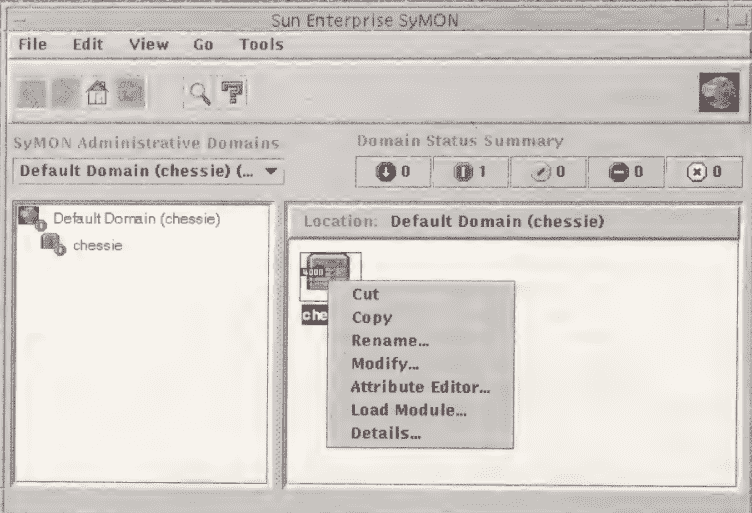 Sun Enterprise SyMON
File Edit View Go Tools
SyMON Administrative Domains
Domain Status Summary
Default Domain (chessie) (...
0 1 0 0 0
Default Domain (chessie)
chessie
Location: Default Domain (chessie)
4000
che
Cut
Copy
Rename...
Modify...
Attribute Editor...
Load Module...
Details...